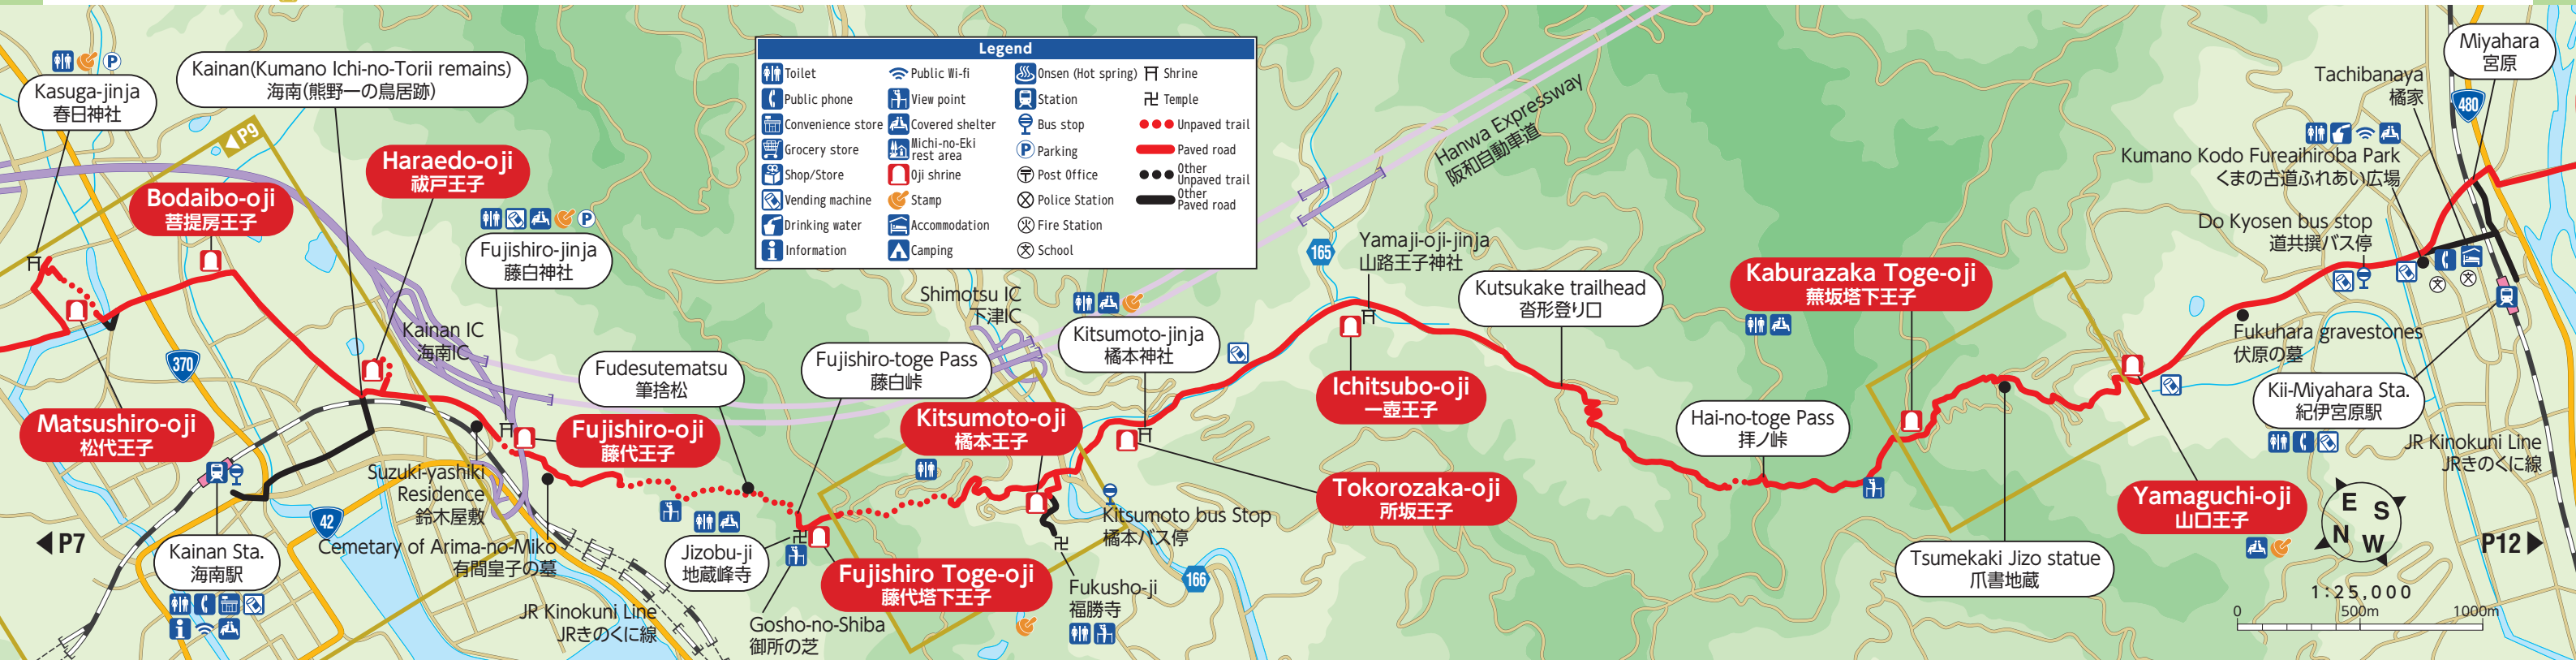 Kasuga-jinja
春日神社
Kainan(Kumano Ichi-no-Torii remains)
海南(熊野一の鳥居跡)
◀P9
Haraedo-oji
祓戸王子
Bodaibo-oji
菩提房王子
Fujishiro-jinja
藤白神社
Kainan IC
海南IC
370
Matsushiro-oji
松代王子
Fujishiro-oji
藤代王子
Suzuki-yashiki
Residence
鈴木屋敷
42
◀P7
Kainan Sta.
海南駅
Cemetary of Arima-no-Miko
有間皇子の墓
JR Kinokuni Line
JRきのくに線
Fudesutematsu
筆捨松
Fujishiro-toge Pass
藤白峠
Jizobu-ji
地蔵峰寺
Gosho-no-Shiba
御所の芝
Fujishiro Toge-oji
藤代塔下王子
Legend
Toilet
Public phone
Convenience store
Grocery store
Shop/Store
Vending machine
Drinking water
Information
Public Wi-fi
View point
Covered shelter
Michi-no-Eki
rest area
Oji shrine
Stamp
Accommodation
Camping
Onsen (Hot spring)
Station
Bus stop
Parking
Post Office
Police Station
Fire Station
School
Shrine
Temple
Unpaved trail
Paved road
Other
Unpaved trail
Other
Paved road
Hanwa Expressway
阪和自動車道
Shimotsu IC
下津IC
Kitsumoto-jinja
橘本神社
Kitsumoto-oji
橘本王子
Kitsumoto bus Stop
橘本バス停
Fukusho-ji
福勝寺
166
165
Yamaji-oji-jinja
山路王子神社
Ichitsubo-oji
一壺王子
Tokorozaka-oji
所坂王子
Kutsukake trailhead
沓形登り口
Hai-no-toge Pass
拝ノ峠
Kaburazaka Toge-oji
蕪坂塔下王子
Tsumekaki Jizo statue
爪書地蔵
Yamaguchi-oji
山口王子
Miyahara
宮原
Tachibanaya
橘家
480
Kumano Kodo Fureaihiroba Park
くまの古道ふれあい広場
Do Kyosen bus stop
道共撰バス停
Fukuhara gravestones
伏原の墓
Kii-Miyahara Sta.
紀伊宮原駅
JR Kinokuni Line
JRきのくに線
E
S
N
W
P12▶
1:25,000
0 500m 1000m